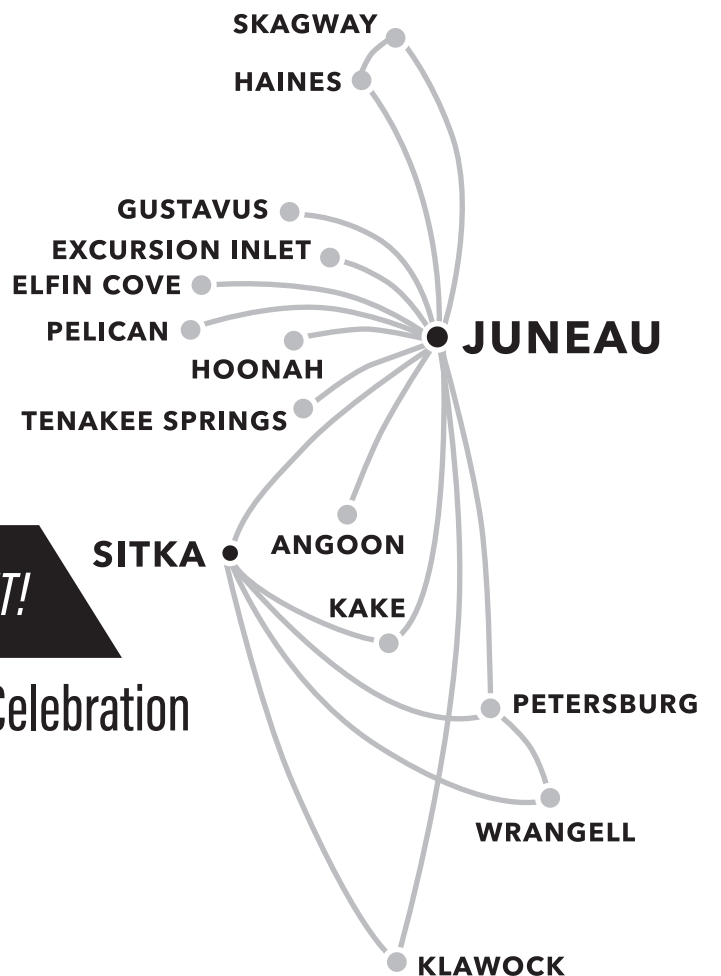 SKAGWAY
HAINES
GUSTAVUS
EXCURSION INLET
ELFIN COVE
PELICAN
JUNEAU
HOONAH
TENAKEE SPRINGS
ANGOON
SITKA
T!
KAKE
Celebration
PETERSBURG
WRANGELL
KLAWOCK